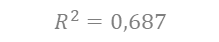 R² = 0,687